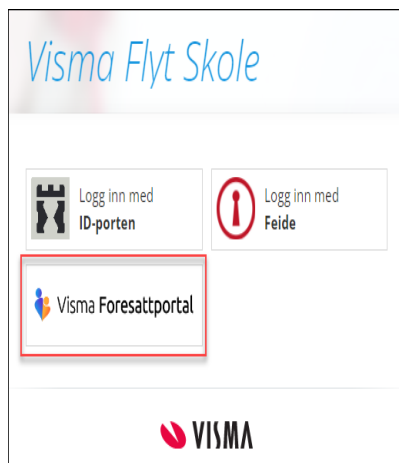 Visma Flyt Skole
Logg inn med
ID-porten
Logg inn med
Feide
Visma Foresattportal
VISMA